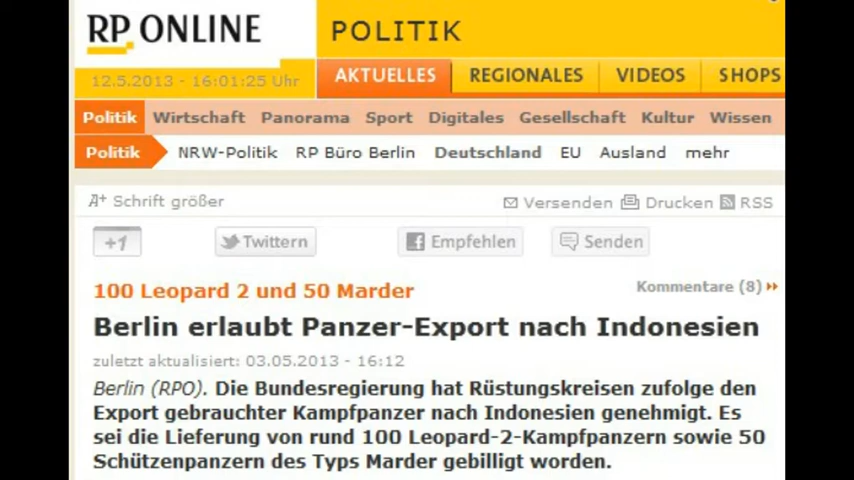 RP ONLINE
POLITIK
12.5.2013 - 16:01:25 Uhr
AKTUELLES REGIONALES VIDEOS SHOPS
Politik Wirtschaft Panorama Sport Digitales Gesellschaft Kultur Wissen
Politik NRW-Politik RP Büro Berlin Deutschland EU Ausland mehr
A+ Schrift größer Versenden Drucken RSS
+1 Twittern Empfehlen Senden
100 Leopard 2 und 50 Marder Kommentare (8)
Berlin erlaubt Panzer-Export nach Indonesien
zuletzt aktualisiert: 03.05.2013 - 16:12
Berlin (RPO). Die Bundesregierung hat Rüstungskreisen zufolge den
Export gebrauchter Kampfpanzer nach Indonesien genehmigt. Es
sei die Lieferung von rund 100 Leopard-2-Kampfpanzern sowie 50
Schützenpanzern des Typs Marder gebilligt worden.